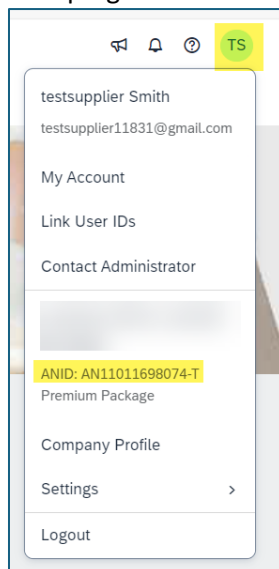 TS
testsupplier Smith
testsupplier11831@gmail.com
My Account
Link User IDs
Contact Administrator
ANID: AN11011698074-T
Premium Package
Company Profile
Settings
Logout